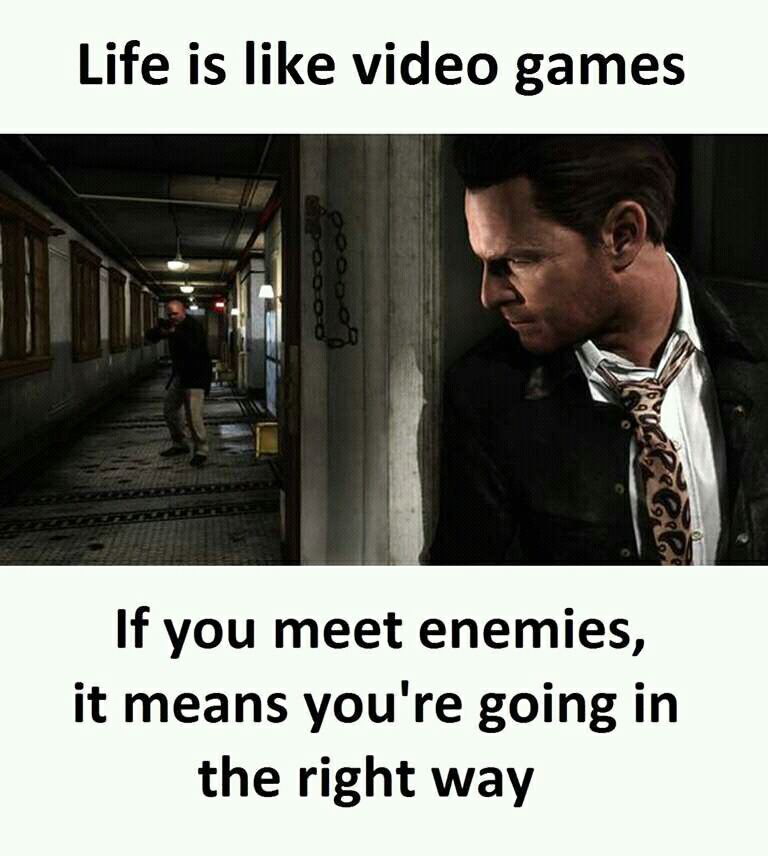 Life is like video games
If you meet enemies,
it means you're going in
the right way